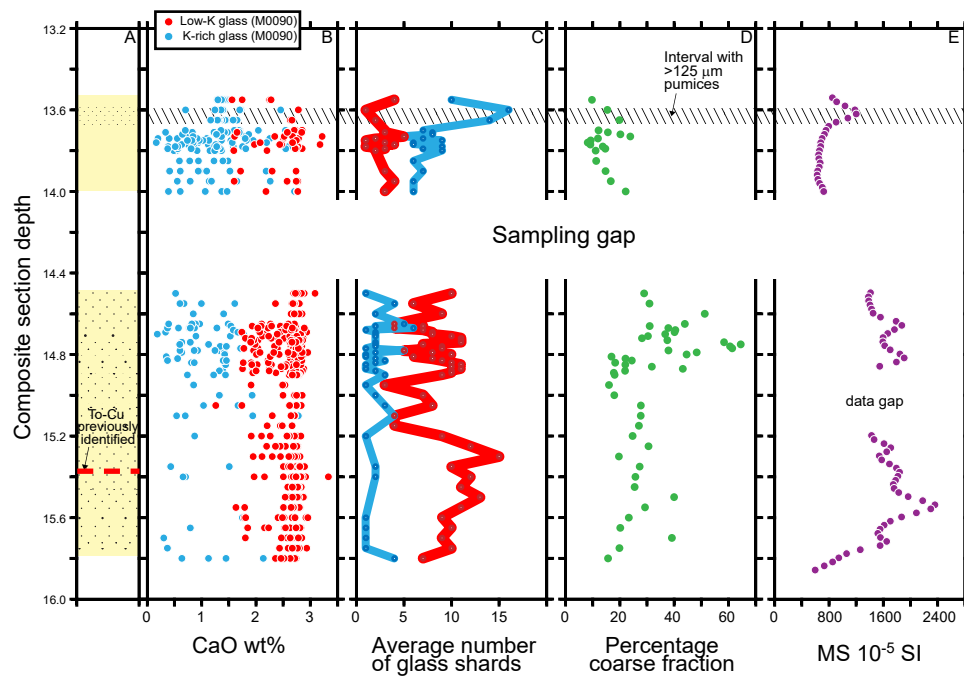 Low-K glass (M0090)
K-rich glass (M0090)
A
B
C
D
E
13.2
13.6
14.0
14.4
14.8
15.2
15.6
16.0
Composite section depth
Interval with
>125 μm
pumices
Sampling gap
To-Cu
previously
identified
data gap
0 1 2 3
0 5 10 15 20
0 20 40 60
0 800 1600 2400
CaO wt%
Average number
of glass shards
Percentage
coarse fraction
MS 10-5 SI